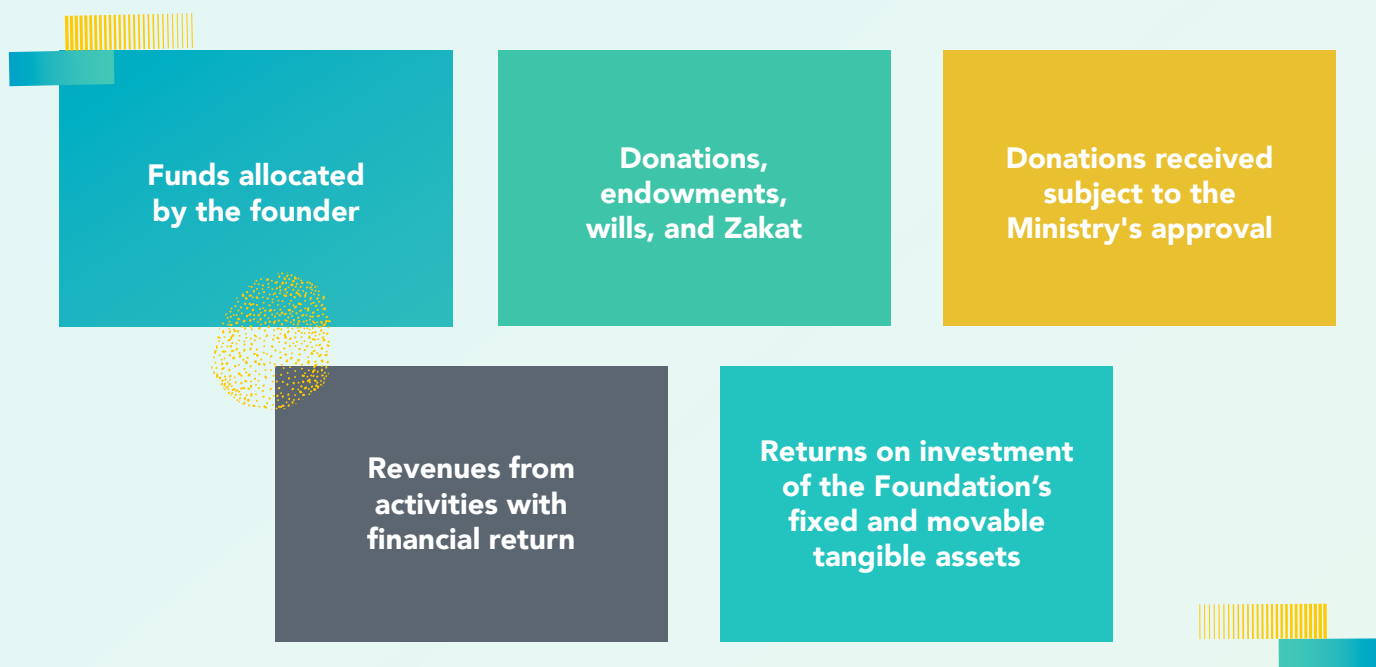 Funds allocated
by the founder
Donations,
endowments,
wills, and Zakat
Donations received
subject to the
Ministry's approval
Revenues from
activities with
financial return
Returns on investment
of the Foundation’s
fixed and movable
tangible assets